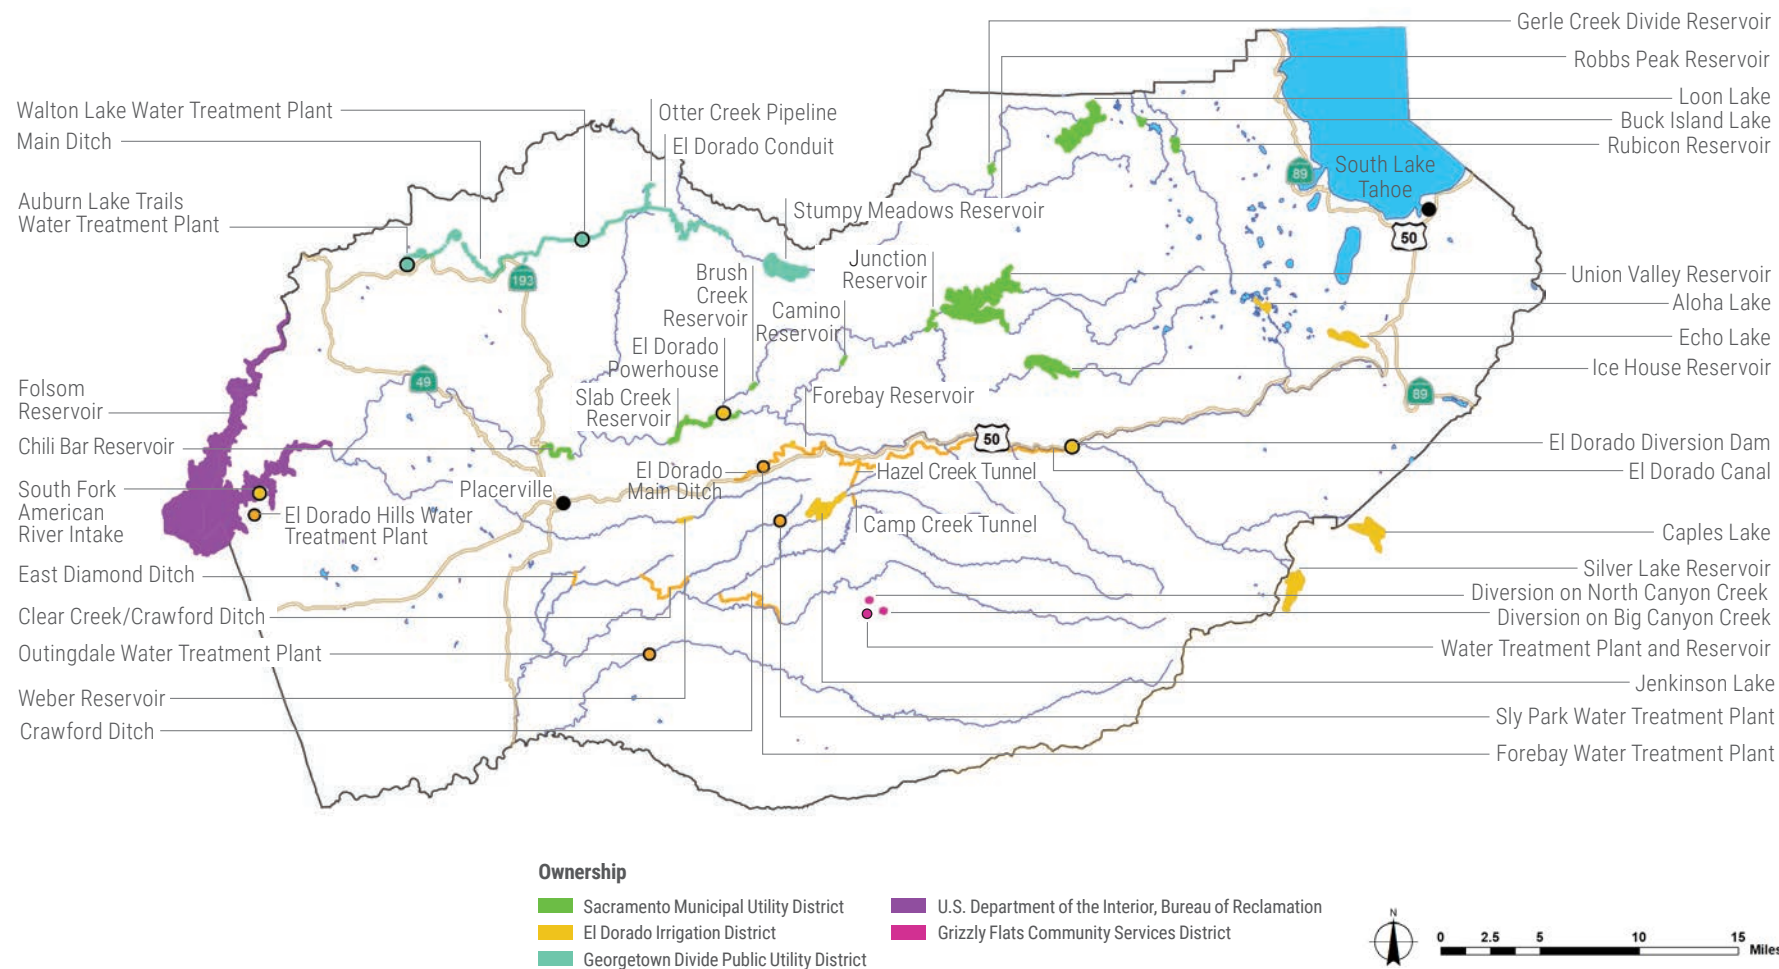 Gerle Creek Divide Reservoir
Robbs Peak Reservoir
Loon Lake
Buck Island Lake
Rubicon Reservoir
Walton Lake Water Treatment Plant
Main Ditch
Auburn Lake Trails
Water Treatment Plant
Otter Creek Pipeline
El Dorado Conduit
Stumpy Meadows Reservoir
South Lake
Tahoe
89
50
193
Brush
Creek
Reservoir
Junction
Reservoir
Camino
Reservoir
El Dorado
Powerhouse
Slab Creek
Reservoir
Forebay Reservoir
Union Valley Reservoir
Aloha Lake
Echo Lake
Ice House Reservoir
49
89
50
Folsom
Reservoir
Chili Bar Reservoir
South Fork
American
River Intake
El Dorado Hills Water
Treatment Plant
Placerville
El Dorado
Main Ditch
Hazel Creek Tunnel
Camp Creek Tunnel
El Dorado Diversion Dam
El Dorado Canal
Caples Lake
Silver Lake Reservoir
Diversion on North Canyon Creek
Diversion on Big Canyon Creek
Water Treatment Plant and Reservoir
Jenkinson Lake
Sly Park Water Treatment Plant
Forebay Water Treatment Plant
East Diamond Ditch
Clear Creek/Crawford Ditch
Outingdale Water Treatment Plant
Weber Reservoir
Crawford Ditch
Ownership
Sacramento Municipal Utility District
El Dorado Irrigation District
Georgetown Divide Public Utility District
U.S. Department of the Interior, Bureau of Reclamation
Grizzly Flats Community Services District
N
0 2.5 5 10 15
Miles